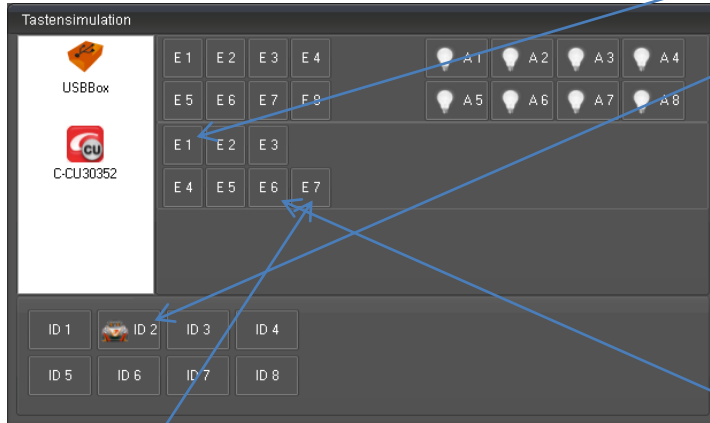 Tastensimulation
USBBox
E 1 E 2 E 3 E 4 A 1 A 2 A 3 A 4
E 5 E 6 E 7 E 8 A 5 A 6 A 7 A 8
CU
C-CU30352
E 1 E 2 E 3
E 4 E 5 E 6 E 7
ID 1 ID 2 ID 3 ID 4
ID 5 ID 6 ID 7 ID 8